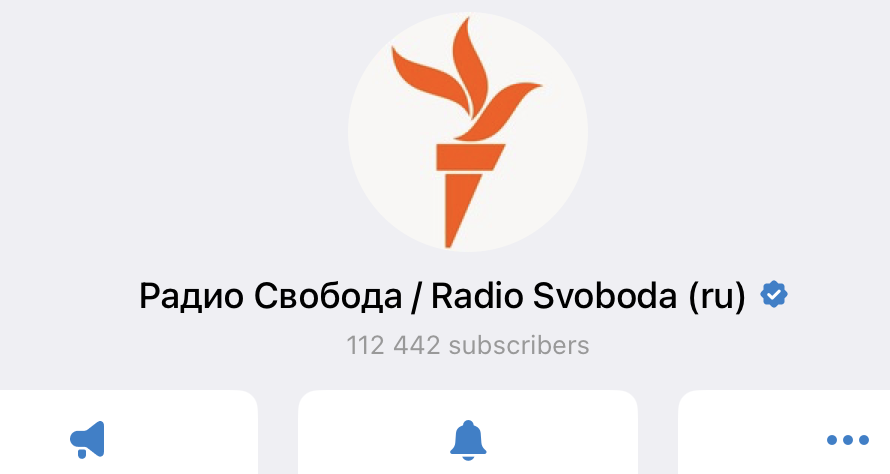 Радио Свобода / Radio Svoboda (ru)
112 442 subscribers